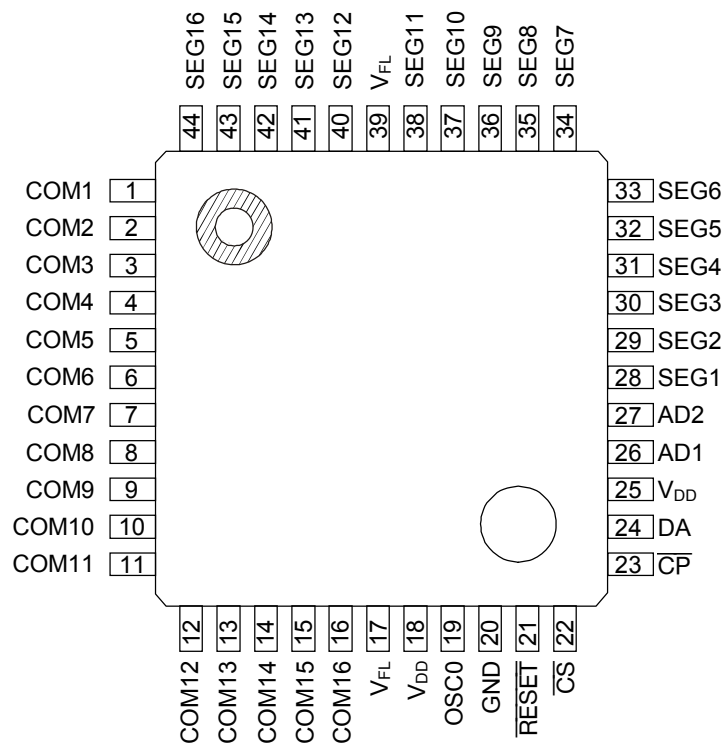 SEG16 SEG15 SEG14 SEG13 SEG12 VFL SEG11 SEG10 SEG9 SEG8 SEG7
44 43 42 41 40 39 38 37 36 35 34
COM1 1 33 SEG6
COM2 2 32 SEG5
COM3 3 31 SEG4
COM4 4 30 SEG3
COM5 5 29 SEG2
COM6 6 28 SEG1
COM7 7 27 AD2
COM8 8 26 AD1
COM9 9 25 VDD
COM10 10 24 DA
COM11 11 23 C̅P̅
12 13 14 15 16 17 18 19 20 21 22
COM12 COM13 COM14 COM15 COM16 VFL VDD OSC0 GND R̅E̅S̅E̅T̅ C̅S̅